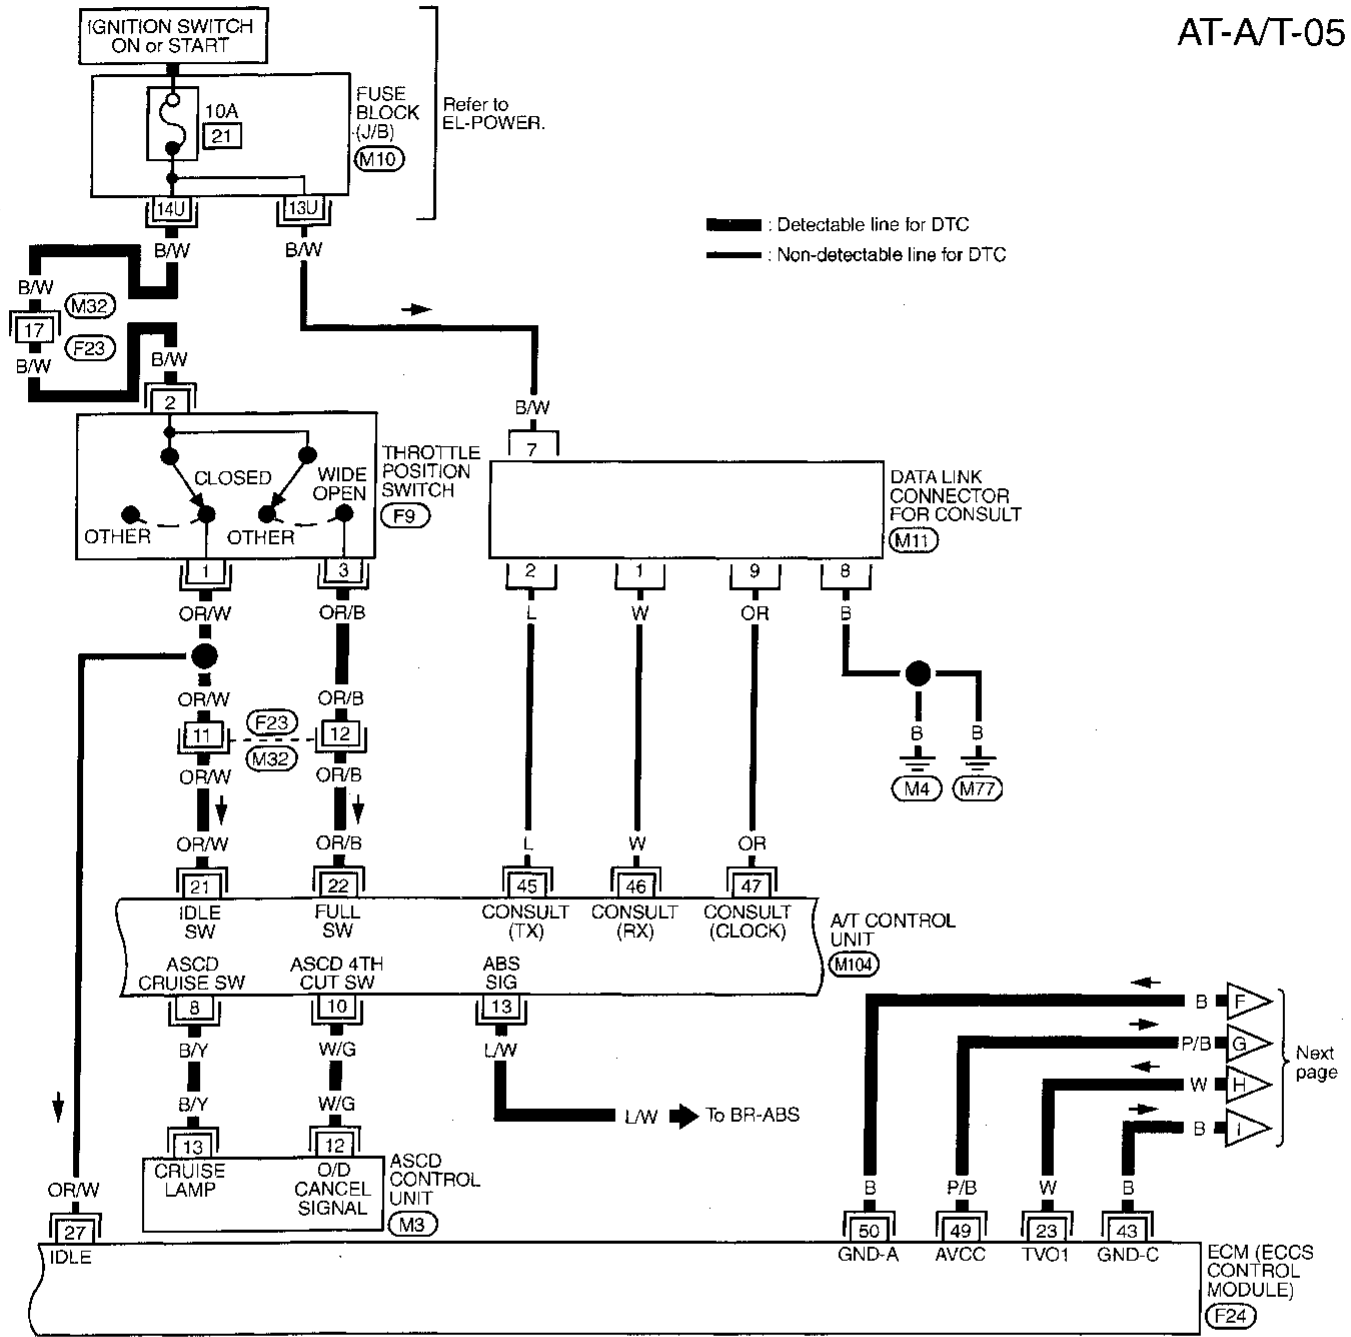 AT-A/T-05
IGNITION SWITCH
ON or START
10A
21
FUSE
BLOCK
(J/B)
M10
Refer to
EL-POWER.
14U
13U
B/W
B/W
: Detectable line for DTC
: Non-detectable line for DTC
B/W
M32
17
F23
B/W
B/W
2
B/W
7
CLOSED
WIDE
OPEN
OTHER
OTHER
THROTTLE
POSITION
SWITCH
F9
DATA LINK
CONNECTOR
FOR CONSULT
M11
1
3
2
1
9
8
OR/W
OR/B
L
W
OR
B
OR/W
OR/B
11
F23
M32
12
B
B
M4
M77
OR/W
OR/B
OR/W
OR/B
L
W
OR
21
22
45
46
47
IDLE
SW
FULL
SW
CONSULT
(TX)
CONSULT
(RX)
CONSULT
(CLOCK)
A/T CONTROL
UNIT
M104
ASCD
CRUISE SW
ASCD 4TH
CUT SW
ABS
SIG
8
10
13
B/Y
W/G
L/W
B/Y
W/G
L/W
To BR-ABS
13
12
CRUISE
LAMP
O/D
CANCEL
SIGNAL
ASCD
CONTROL
UNIT
M3
B
F
P/B
G
W
H
B
I
Next
page
OR/W
B
P/B
W
B
27
50
49
23
43
IDLE
GND-A
AVCC
TVO1
GND-C
ECM (ECCS
CONTROL
MODULE)
F24